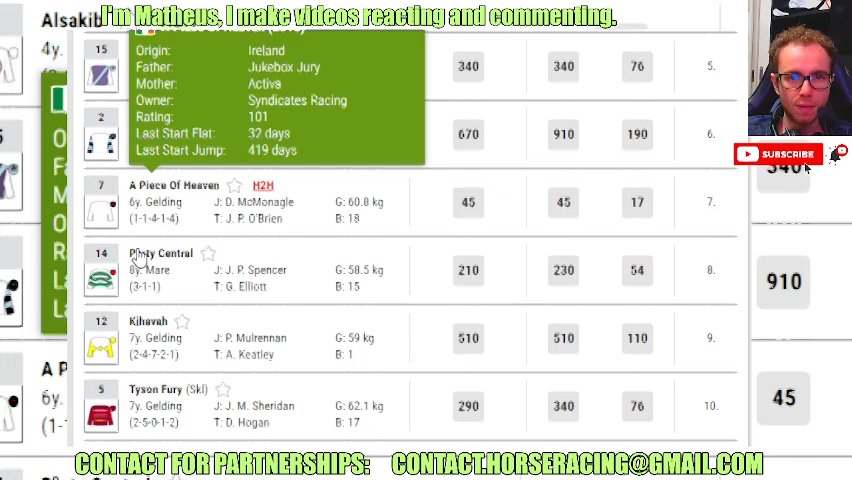 I'm Matheus, I make videos reacting and commenting.
Alsakib
4y.
15
Origin: Ireland
Father: Jukebox Jury
Mother: Activa
Owner: Syndicates Racing
Rating: 101
Last Start Flat: 32 days
Last Start Jump: 419 days
340 340 76 5.
SUBSCRIBE
2
670 910 190 6.
340
7
A Piece Of Heaven H2H
6y. Gelding J: D. McMonagle G: 60.8 kg
(1-1-4-1-4) T: J. P. O'Brien B: 18
45 45 17 7.
14
Party Central
8y. Mare J: J. P. Spencer G: 58.5 kg
(3-1-1) T: G. Elliott B: 15
210 230 54 8.
910
12
Kihavah
7y. Gelding J: P. Mulrennan G: 59 kg
(2-4-7-2-1) T: A. Keatley B: 1
510 510 110 9.
A P
6y.
(1-
45
5
Tyson Fury (Skl)
7y. Gelding J: J. M. Sheridan G: 62.1 kg
(2-5-0-1-2) T: D. Hogan B: 17
290 340 76 10.
CONTACT FOR PARTNERSHIPS: CONTACT.HORSERACING@GMAIL.COM